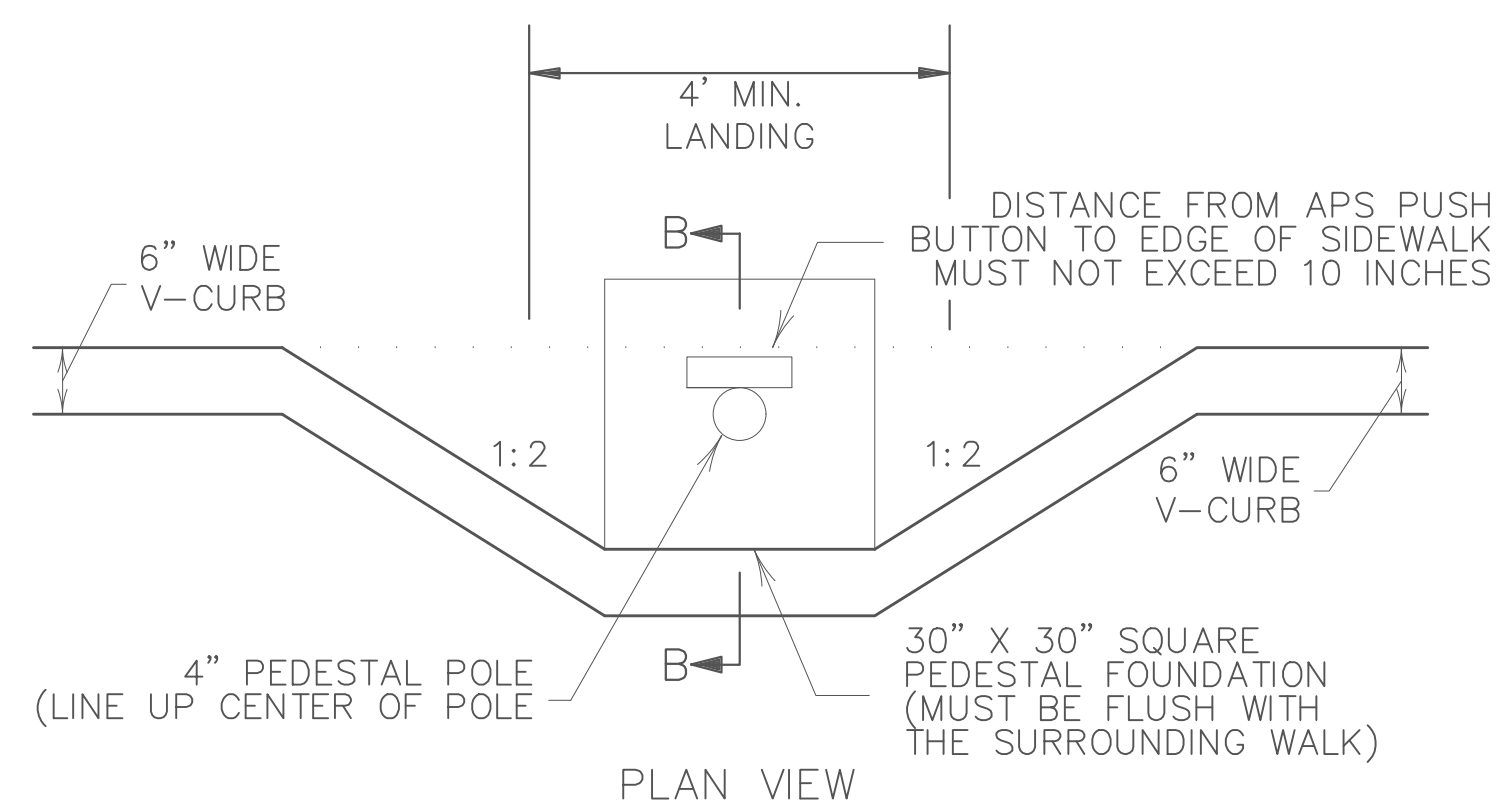 4' MIN.
LANDING
DISTANCE FROM APS PUSH
BUTTON TO EDGE OF SIDEWALK
MUST NOT EXCEED 10 INCHES
B
6” WIDE
V-CURB
1:2
1:2
6” WIDE
V-CURB
B
4” PEDESTAL POLE
(LINE UP CENTER OF POLE
30” X 30” SQUARE
PEDESTAL FOUNDATION
(MUST BE FLUSH WITH
THE SURROUNDING WALK)
PLAN VIEW